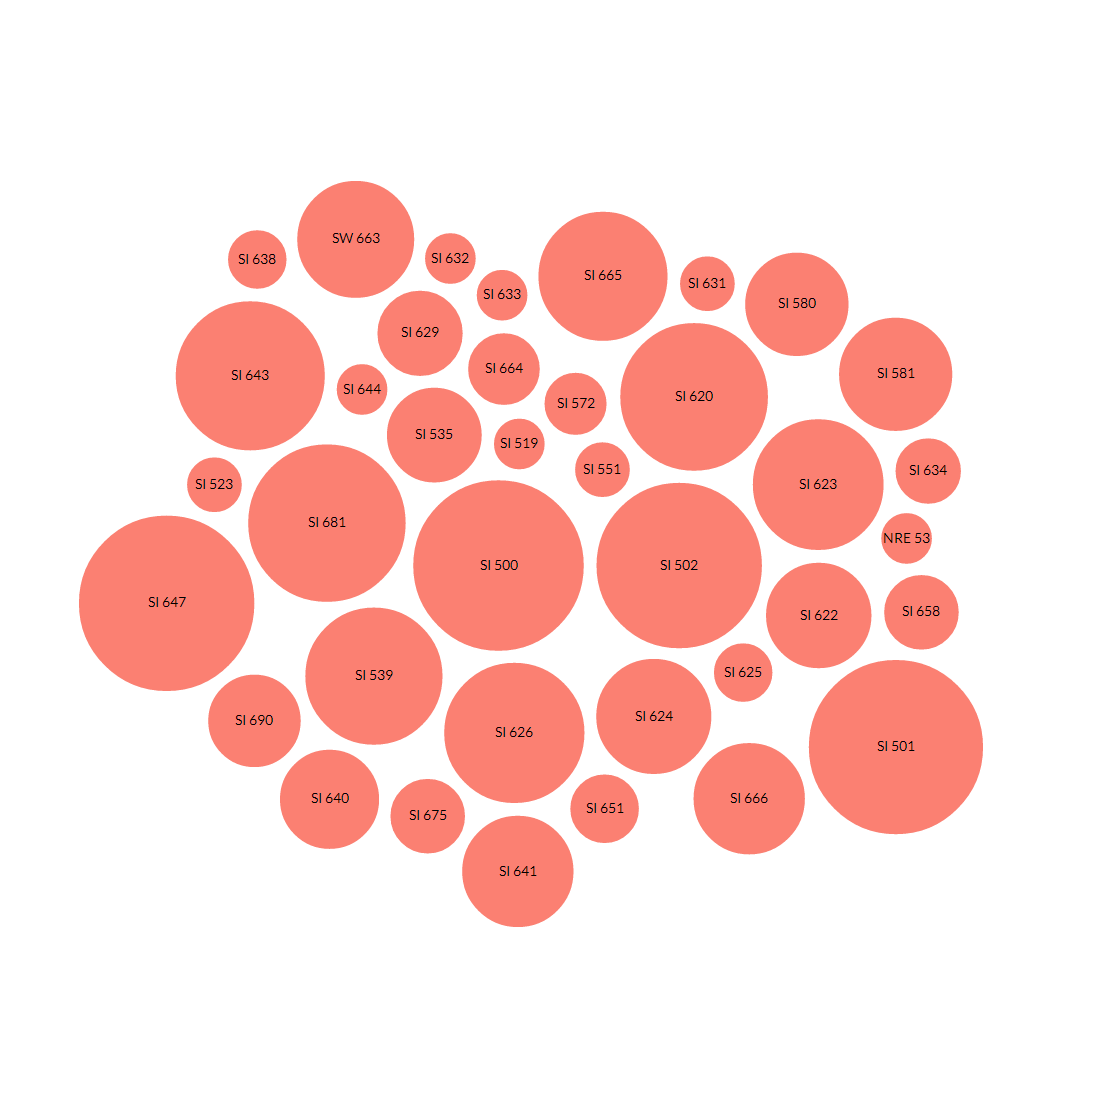 SW 663
SI 638
SI 632
SI 665
SI 631
SI 633
SI 580
SI 629
SI 664
SI 643
SI 581
SI 644
SI 620
SI 572
SI 535
SI 519
SI 551
SI 634
SI 523
SI 623
SI 681
NRE 53
SI 500
SI 502
SI 647
SI 622
SI 658
SI 539
SI 625
SI 690
SI 624
SI 626
SI 501
SI 640
SI 666
SI 675
SI 651
SI 641